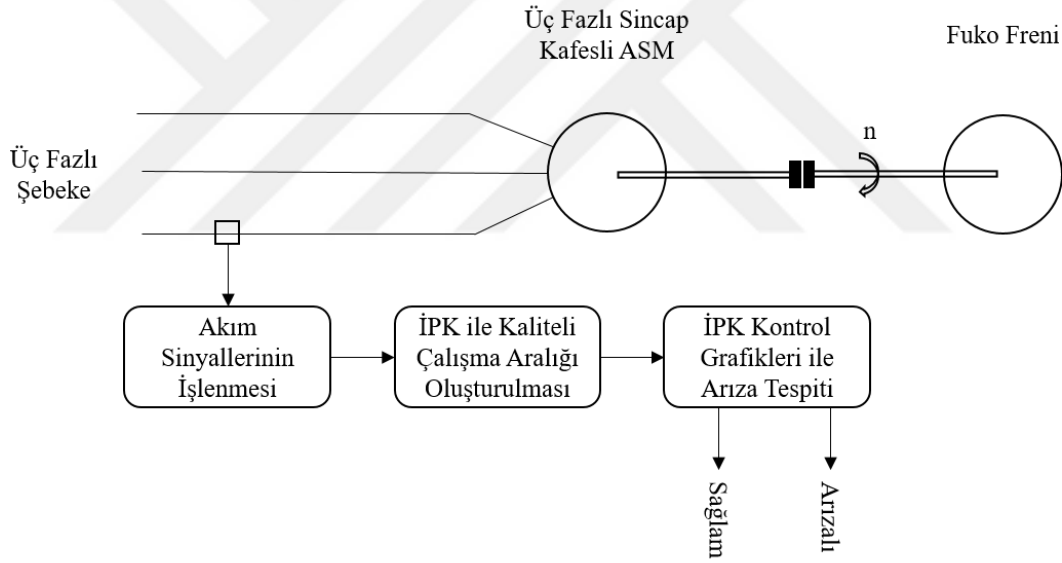 Üç Fazlı Sincap
Kafesli ASM
Fuko Freni
Üç Fazlı
Şebeke
n
Akım
Sinyallerinin
İşlenmesi
İPK ile Kaliteli
Çalışma Aralığı
Oluşturulması
İPK Kontrol
Grafikleri ile
Arıza Tespiti
Sağlam
Arızalı